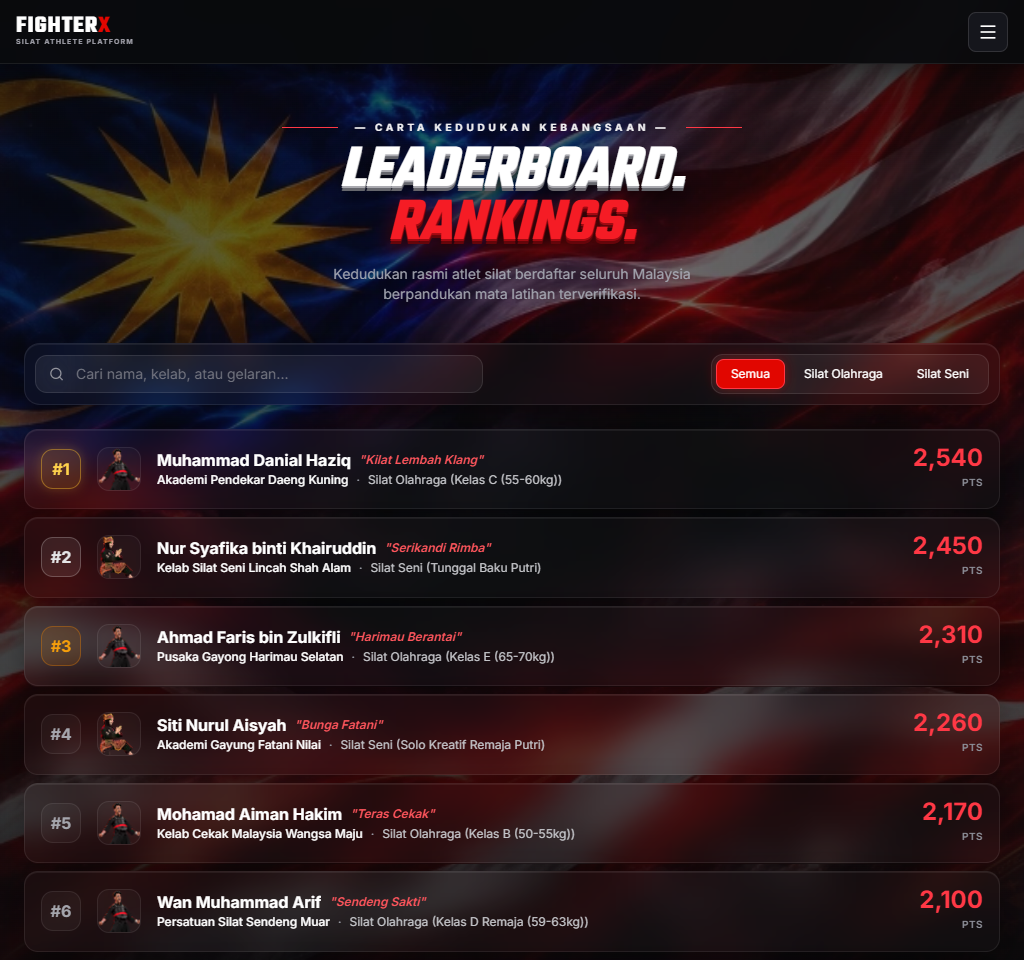 FIGHTERX
SILAT ATHLETE PLATFORM
— CARTA KEDUDUKAN KEBANGSAAN —
LEADERBOARD.
RANKINGS.
Kedudukan rasmi atlet silat berdaftar seluruh Malaysia
berpandukan mata latihan terverifikasi.
Cari nama, kelab, atau gelaran...
Semua Silat Olahraga Silat Seni
#1 Muhammad Danial Haziq "Kilat Lembah Klang" 2,540
Akademi Pendekar Daeng Kuning · Silat Olahraga (Kelas C (55-60kg)) PTS
#2 Nur Syafika binti Khairuddin "Serikandi Rimba" 2,450
Kelab Silat Seni Lincah Shah Alam · Silat Seni (Tunggal Baku Putri) PTS
#3 Ahmad Faris bin Zulkifli "Harimau Berantai" 2,310
Pusaka Gayong Harimau Selatan · Silat Olahraga (Kelas E (65-70kg)) PTS
#4 Siti Nurul Aisyah "Bunga Fatani" 2,260
Akademi Gayung Fatani Nilai · Silat Seni (Solo Kreatif Remaja Putri) PTS
#5 Mohamad Aiman Hakim "Teras Cekak" 2,170
Kelab Cekak Malaysia Wangsa Maju · Silat Olahraga (Kelas B (50-55kg)) PTS
#6 Wan Muhammad Arif "Sendeng Sakti" 2,100
Persatuan Silat Sendeng Muar · Silat Olahraga (Kelas D Remaja (59-63kg)) PTS